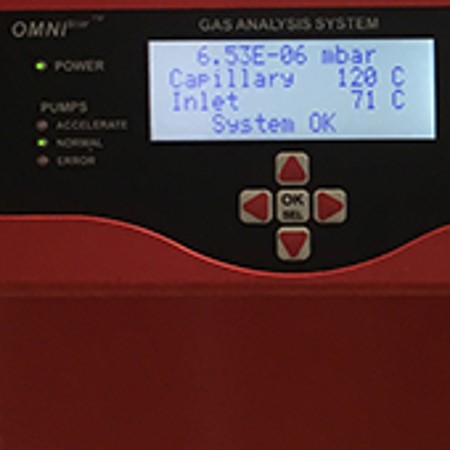 OMNIstar™
GAS ANALYSIS SYSTEM
POWER
6.53E-06 mbar
Capillary 120 C
Inlet 71 C
System OK
PUMPS
ACCELERATE
NORMAL
ERROR
OK
SEL